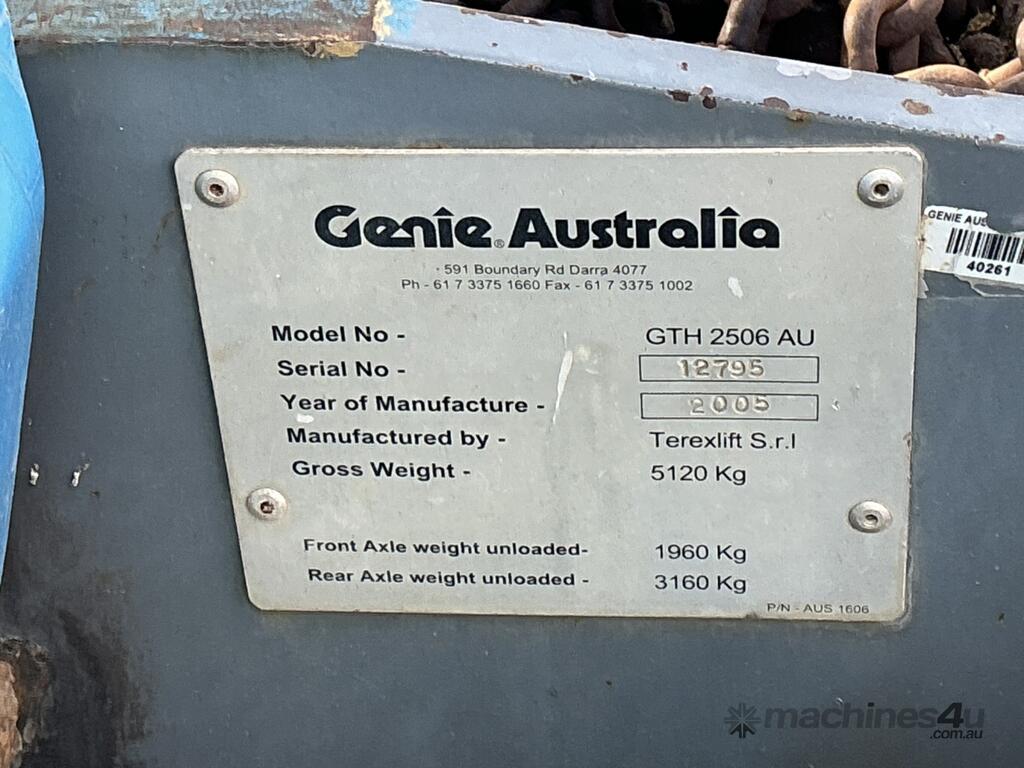 Genie® Australia
591 Boundary Rd Darra 4077
Ph - 61 7 3375 1660 Fax - 61 7 3375 1002
Model No - GTH 2506 AU
Serial No - 12795
Year of Manufacture - 2005
Manufactured by - Terexlift S.r.l
Gross Weight - 5120 Kg
Front Axle weight unloaded- 1960 Kg
Rear Axle weight unloaded - 3160 Kg
P/N - AUS 1606
GENIE AUS
40261
machines4u
.com.au